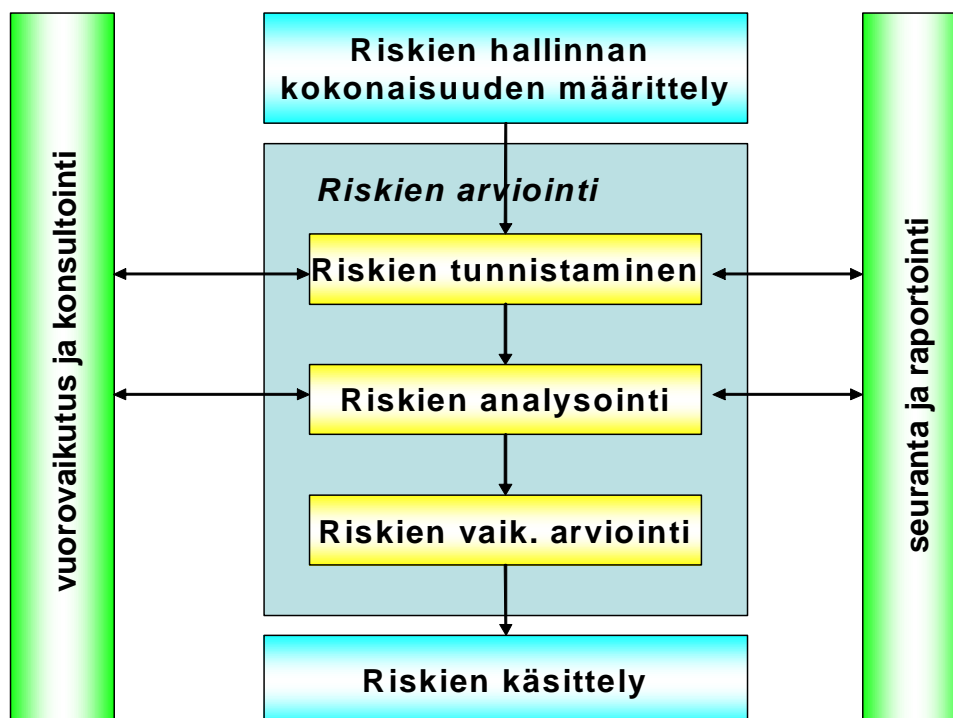 vuorovaikutus ja konsultointi
Riskien hallinnan
kokonaisuuden määrittely
Riskien arviointi
Riskien tunnistaminen
Riskien analysointi
Riskien vaik. arviointi
Riskien käsittely
seuranta ja raportointi